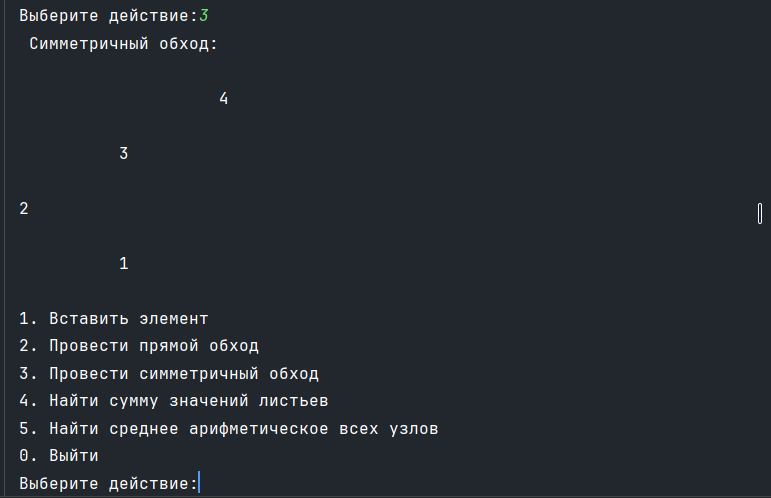 Выберите действие:3
Симметричный обход:
4
3
2
1
1. Вставить элемент
2. Провести прямой обход
3. Провести симметричный обход
4. Найти сумму значений листьев
5. Найти среднее арифметическое всех узлов
0. Выйти
Выберите действие: